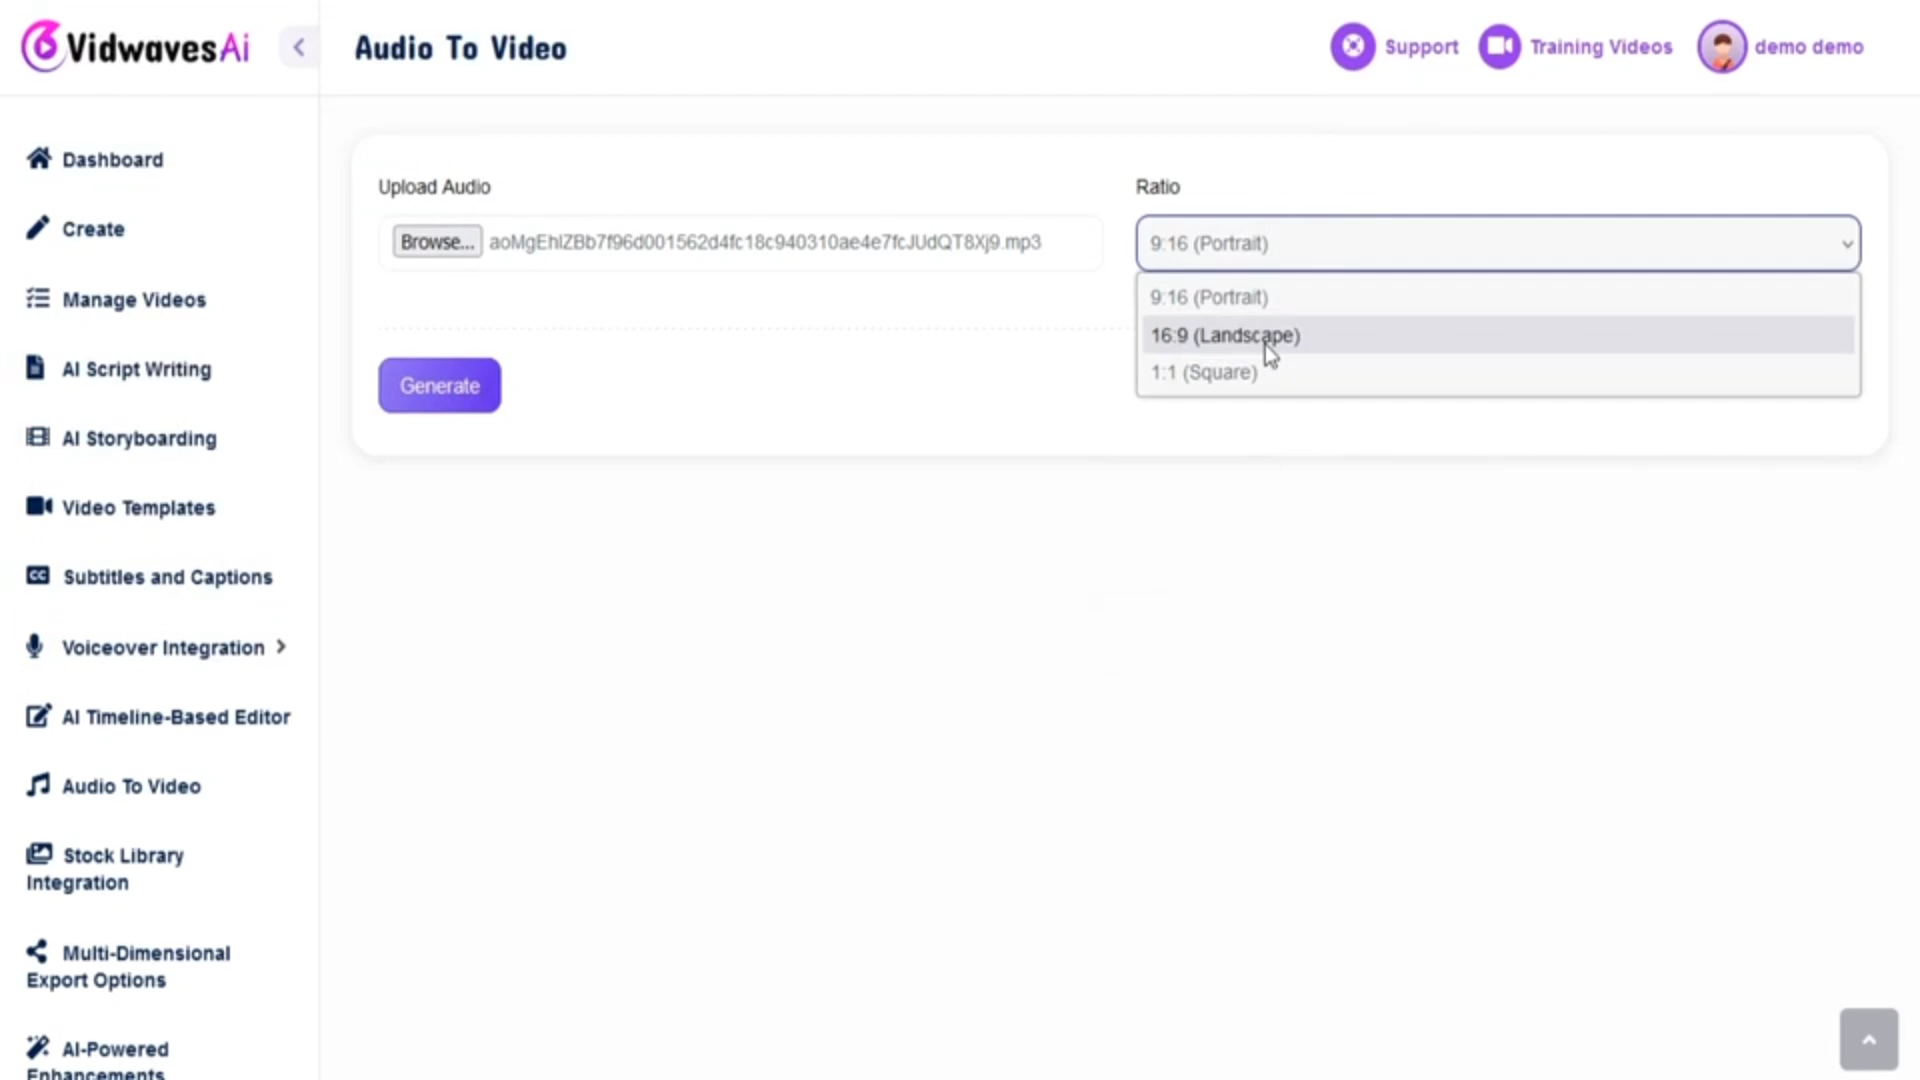 VidwavesAi
Audio To Video
Support
Training Videos
demo demo
Dashboard
Create
Manage Videos
AI Script Writing
AI Storyboarding
Video Templates
CC Subtitles and Captions
Voiceover Integration
AI Timeline-Based Editor
Audio To Video
Stock Library
Integration
Multi-Dimensional
Export Options
AI-Powered
Enhancements
Upload Audio
Browse... aoMgEhlZBb7f96d001562d4fc18c940310ae4e7fcJUdQT8Xj9.mp3
Generate
Ratio
9:16 (Portrait)
9:16 (Portrait)
16:9 (Landscape)
1:1 (Square)